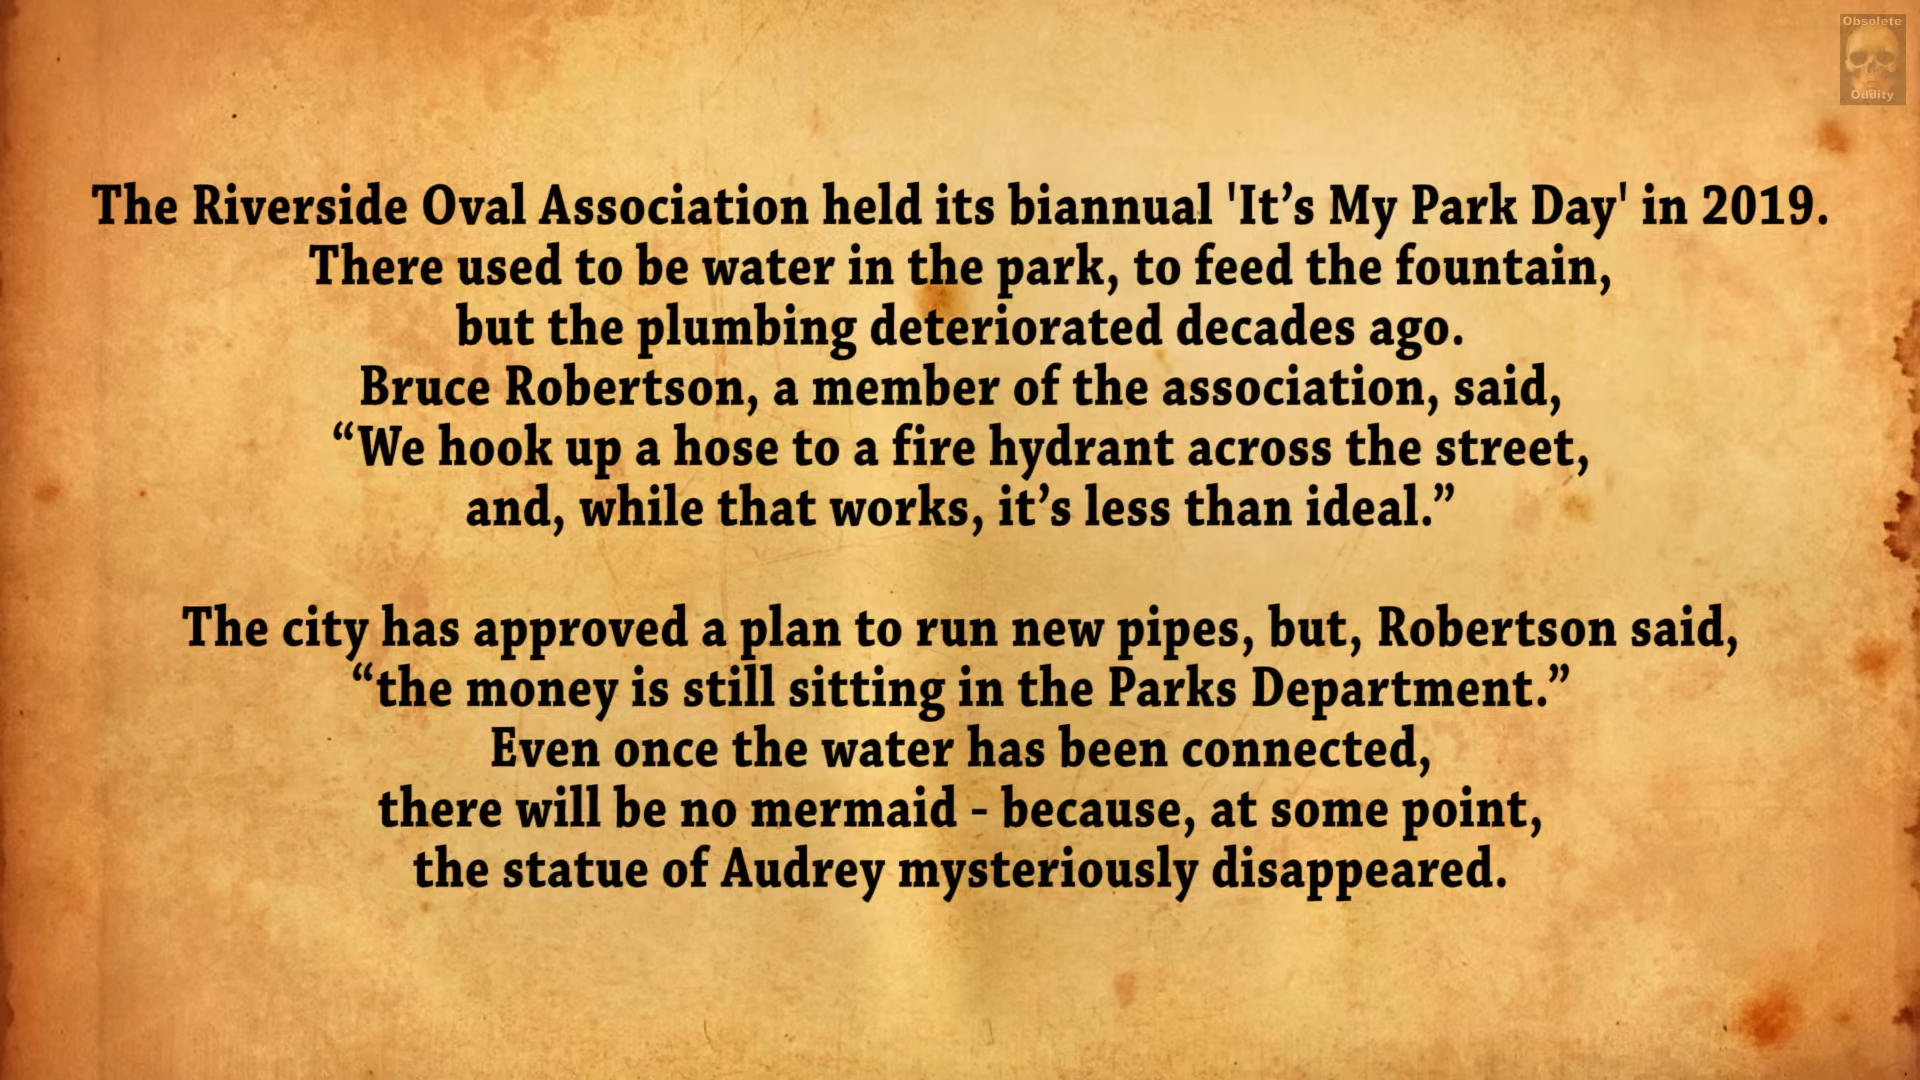 Obsolete
Oddity
The Riverside Oval Association held its biannual 'It’s My Park Day' in 2019.
There used to be water in the park, to feed the fountain,
but the plumbing deteriorated decades ago.
Bruce Robertson, a member of the association, said,
“We hook up a hose to a fire hydrant across the street,
and, while that works, it’s less than ideal.”
The city has approved a plan to run new pipes, but, Robertson said,
“the money is still sitting in the Parks Department.”
Even once the water has been connected,
there will be no mermaid - because, at some point,
the statue of Audrey mysteriously disappeared.